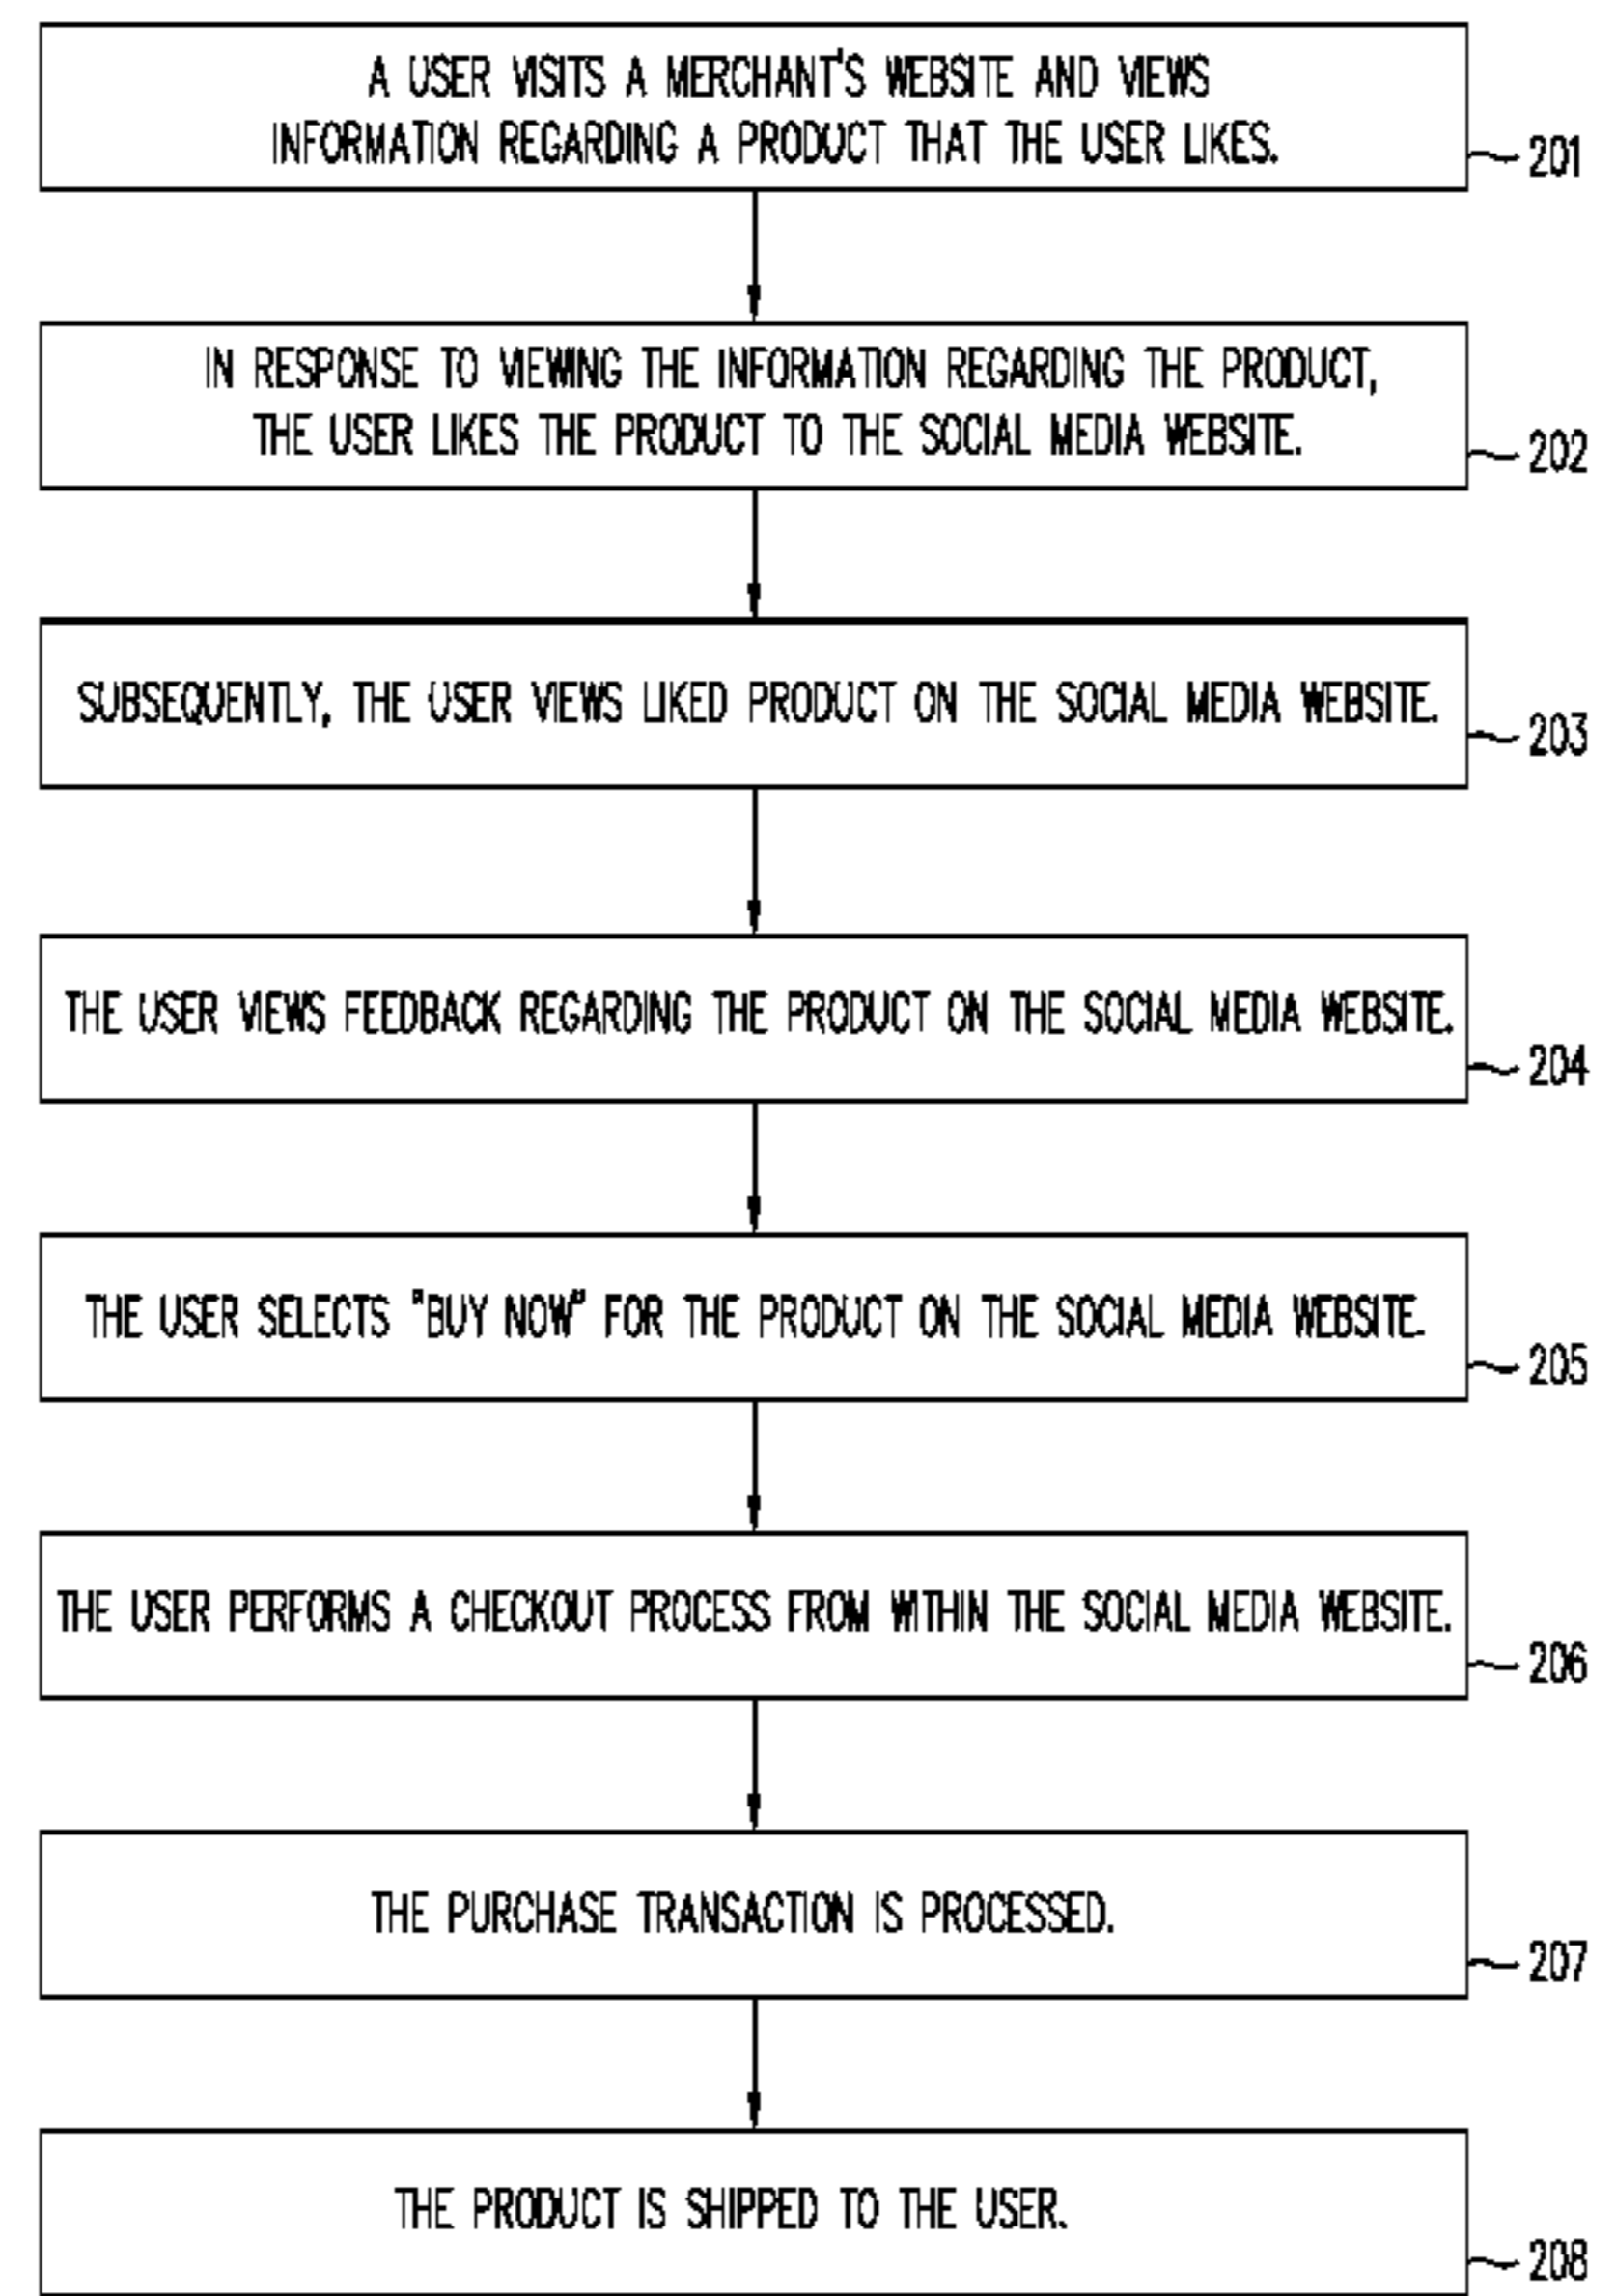 A USER VISITS A MERCHANT'S WEBSITE AND VIEWS
INFORMATION REGARDING A PRODUCT THAT THE USER LIKES.
201
IN RESPONSE TO VIEWING THE INFORMATION REGARDING THE PRODUCT,
THE USER LIKES THE PRODUCT TO THE SOCIAL MEDIA WEBSITE.
202
SUBSEQUENTLY, THE USER VIEWS LIKED PRODUCT ON THE SOCIAL MEDIA WEBSITE.
203
THE USER VIEWS FEEDBACK REGARDING THE PRODUCT ON THE SOCIAL MEDIA WEBSITE.
204
THE USER SELECTS "BUY NOW" FOR THE PRODUCT ON THE SOCIAL MEDIA WEBSITE.
205
THE USER PERFORMS A CHECKOUT PROCESS FROM WITHIN THE SOCIAL MEDIA WEBSITE.
206
THE PURCHASE TRANSACTION IS PROCESSED.
207
THE PRODUCT IS SHIPPED TO THE USER.
208